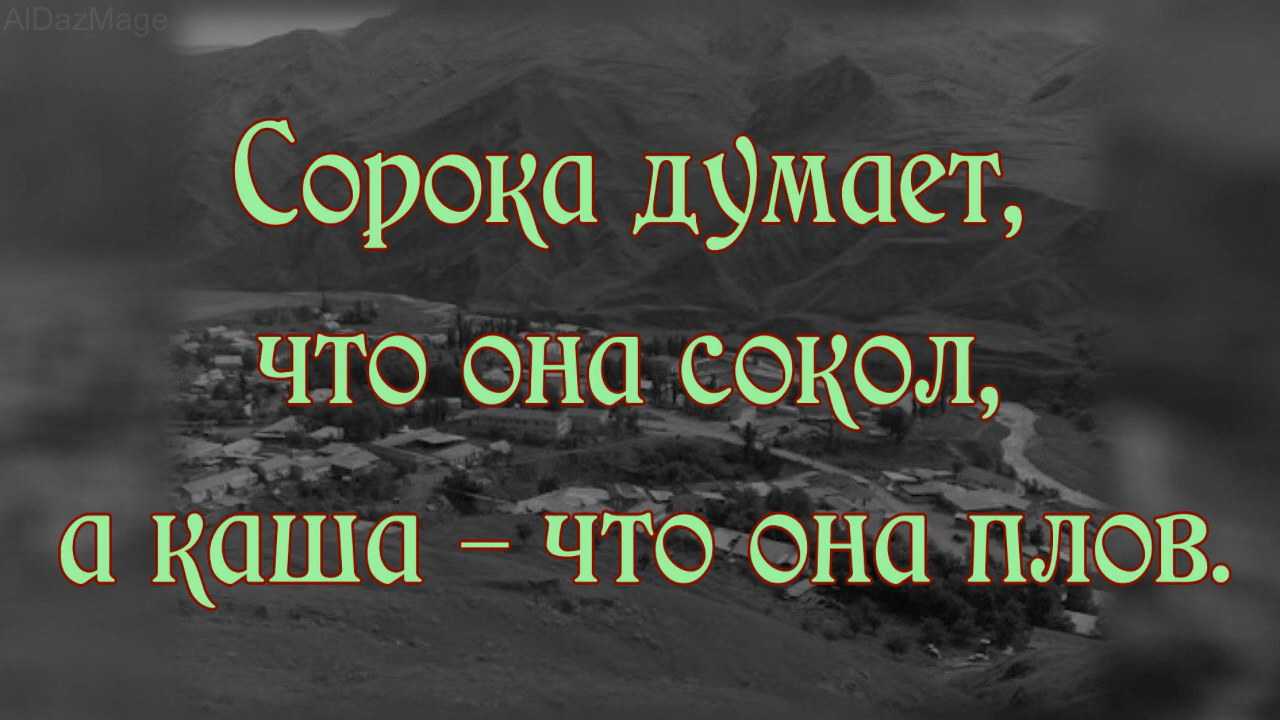 AlDazMage
Сорока думает,
что она сокол,
а каша – что она плов.